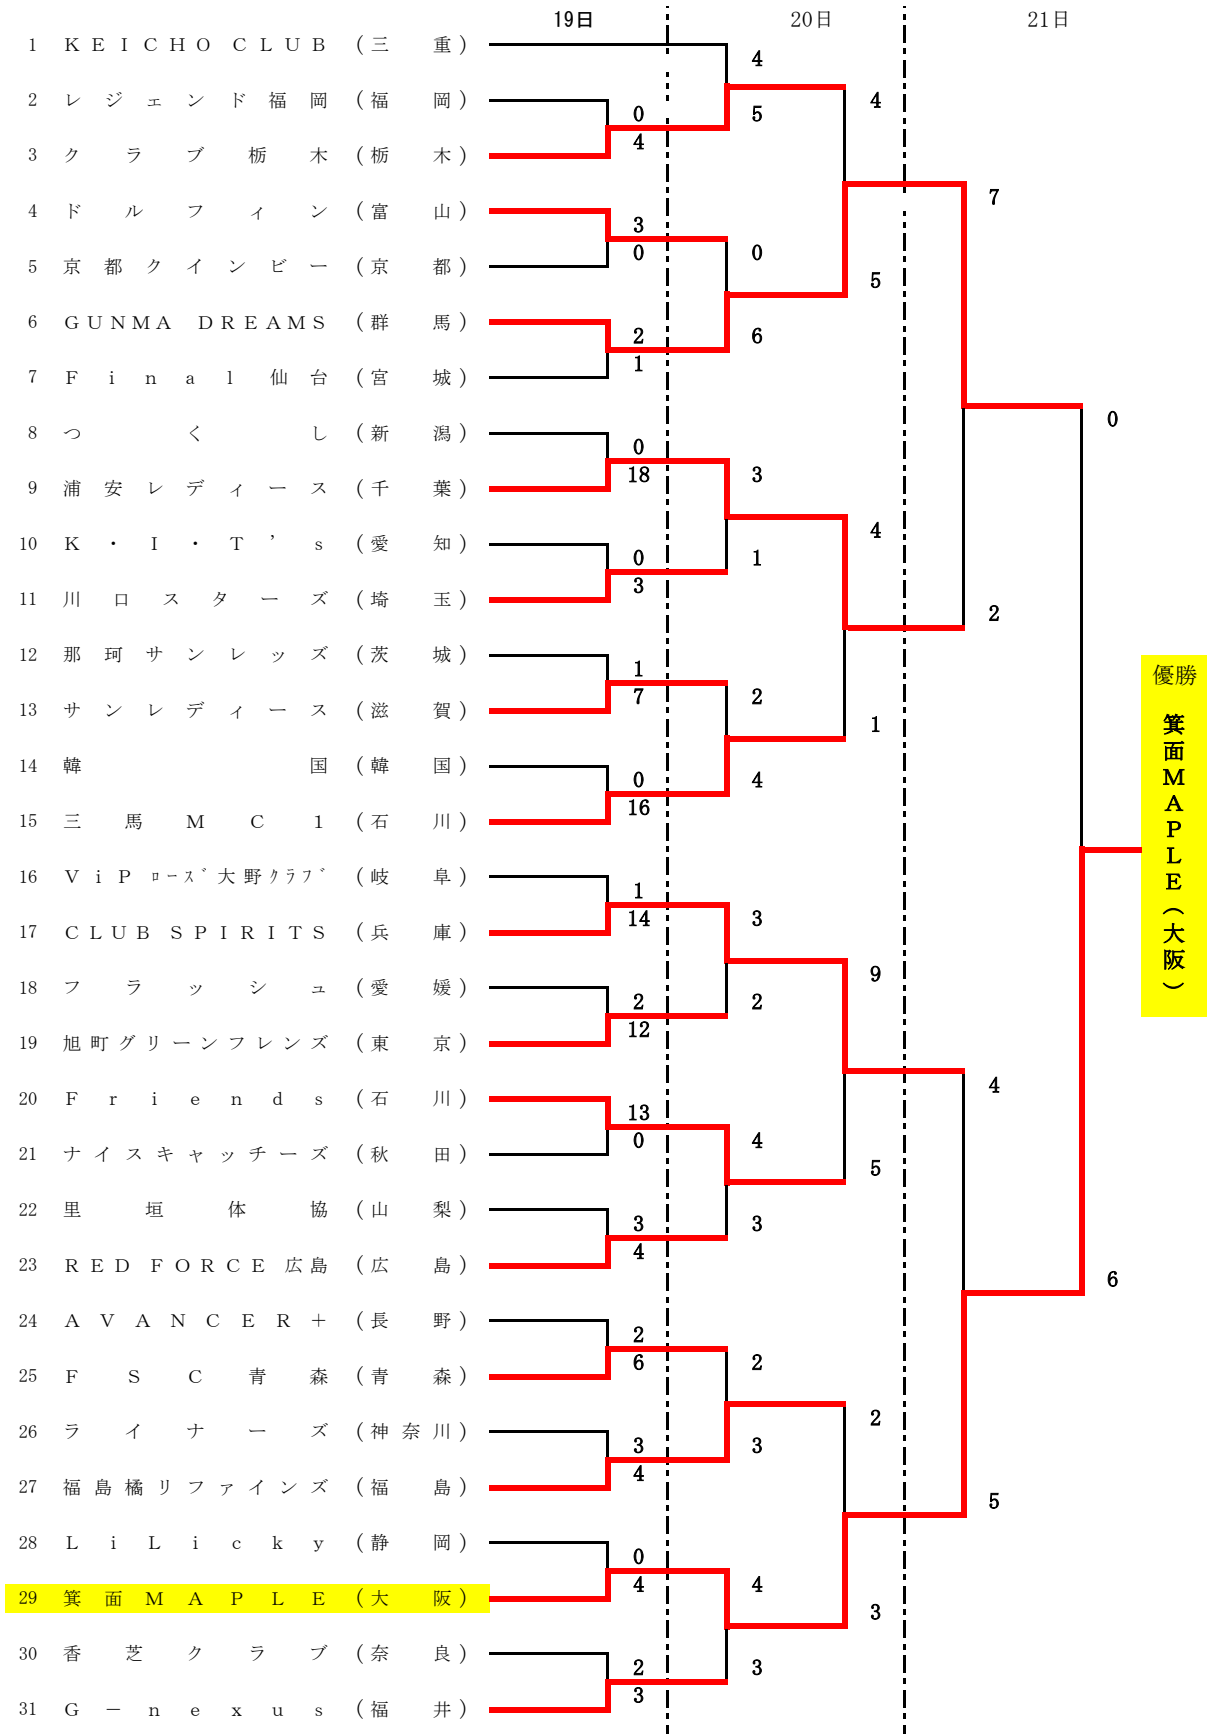 19日 20日 21日
1 KEICHO CLUB (三重)
4
2 レジェンド福岡 (福岡)
4
0
5
4
3 クラブ栃木 (栃木)
7
4 ドルフィン (富山)
3
0
0
5 京都クインビー (京都)
5
6 GUNMA DREAMS (群馬)
2
6
1
7 Final仙台 (宮城)
0
8 つくし (新潟)
0
18
3
9 浦安レディース (千葉)
4
10 K・I・T's (愛知)
0
1
3
11 川口スターズ (埼玉)
2
12 那珂サンレッズ (茨城)
1
7
2
13 サンレディース (滋賀)
1
14 韓国 (韓国)
0
4
16
15 三馬MC1 (石川)
優勝
箕面MAPLE(大阪)
16 ViPローズ大野クラブ (岐阜)
1
14
3
17 CLUB SPIRITS (兵庫)
9
18 フラッシュ (愛媛)
2
2
12
19 旭町グリーンフレンズ (東京)
4
20 Friends (石川)
13
0
4
21 ナイスキャッチーズ (秋田)
5
22 里垣体協 (山梨)
3
3
4
23 RED FORCE広島 (広島)
6
24 AVANCER+ (長野)
2
6
2
25 FSC青森 (青森)
2
26 ライナーズ (神奈川)
3
3
4
27 福島橘リファインズ (福島)
5
28 LiLicky (静岡)
0
4
4
29 箕面MAPLE (大阪)
3
30 香芝クラブ (奈良)
2
3
3
31 G-nexus (福井)